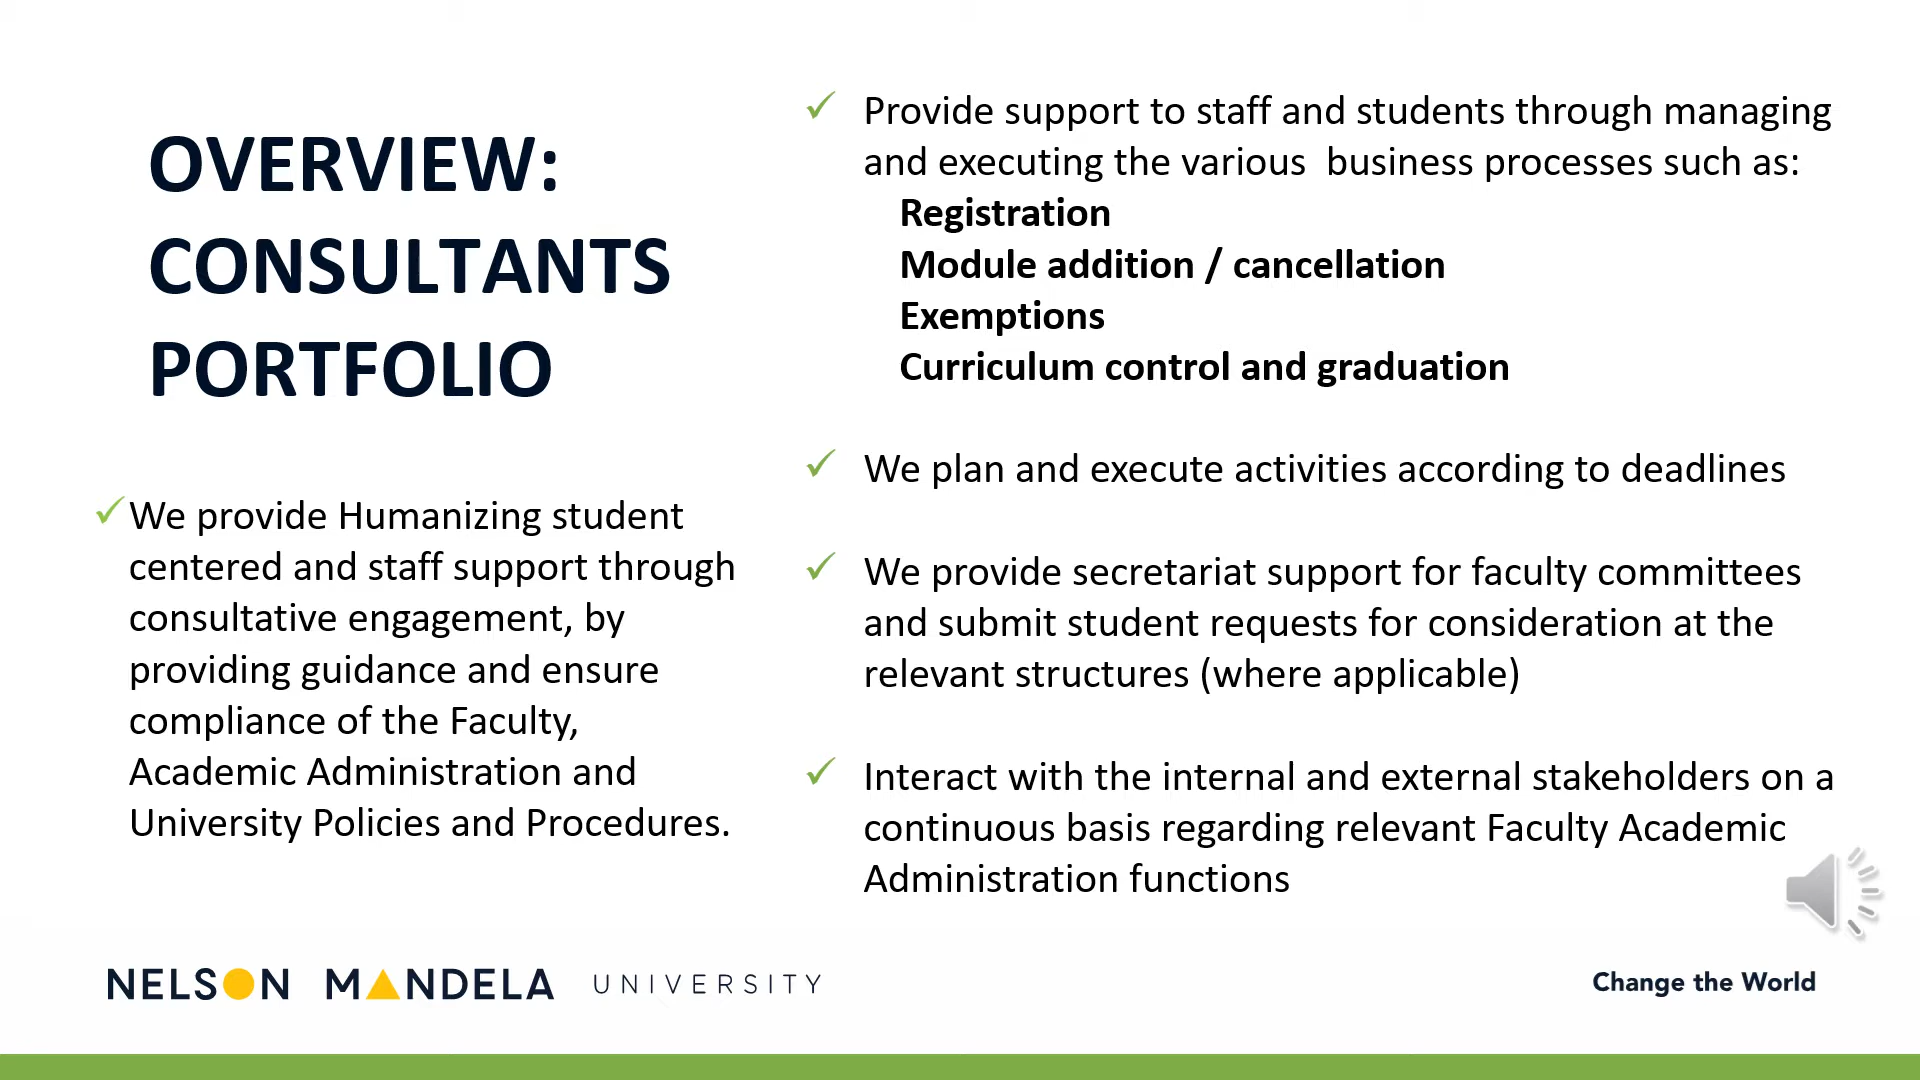 OVERVIEW:
CONSULTANTS
PORTFOLIO
✓ We provide Humanizing student
centered and staff support through
consultative engagement, by
providing guidance and ensure
compliance of the Faculty,
Academic Administration and
University Policies and Procedures.
✓ Provide support to staff and students through managing
and executing the various  business processes such as:
Registration
Module addition / cancellation
Exemptions
Curriculum control and graduation
✓ We plan and execute activities according to deadlines
✓ We provide secretariat support for faculty committees
and submit student requests for consideration at the
relevant structures (where applicable)
✓ Interact with the internal and external stakeholders on a
continuous basis regarding relevant Faculty Academic
Administration functions
NELSON MANDELA UNIVERSITY
Change the World